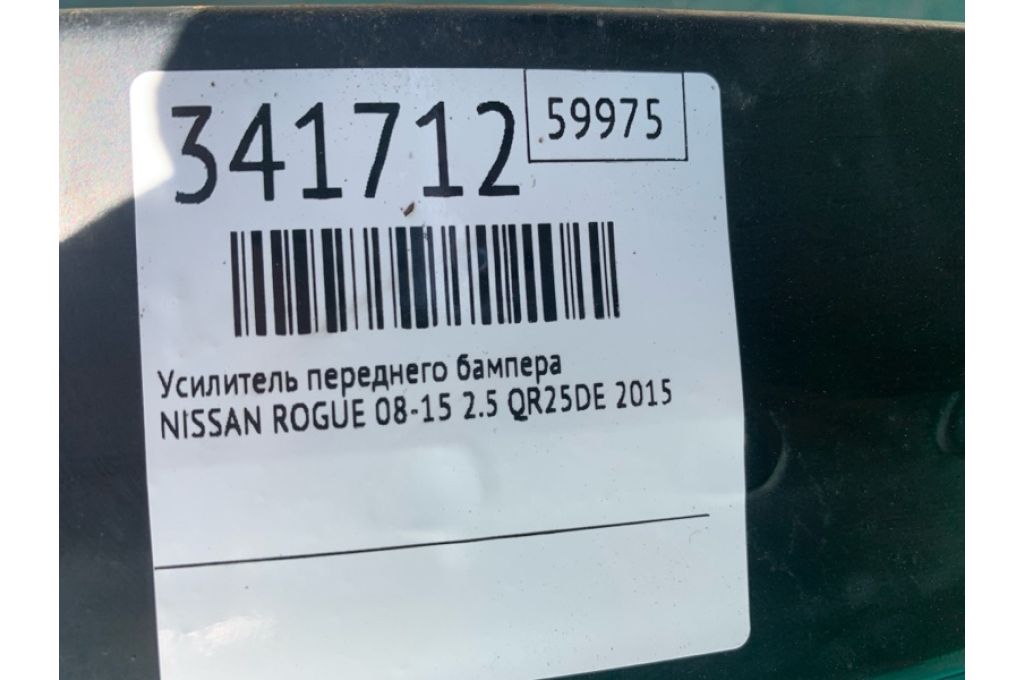 341712
59975
Усилитель переднего бампера
NISSAN ROGUE 08-15 2.5 QR25DE 2015